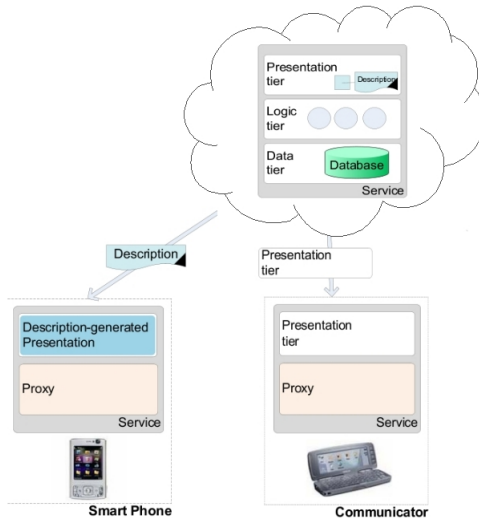 Presentation
tier
Description
Logic
tier
Data
tier
Database
Service
Description
Presentation
tier
Description-generated
Presentation
Proxy
Service
Smart Phone
Presentation
tier
Proxy
Service
Communicator